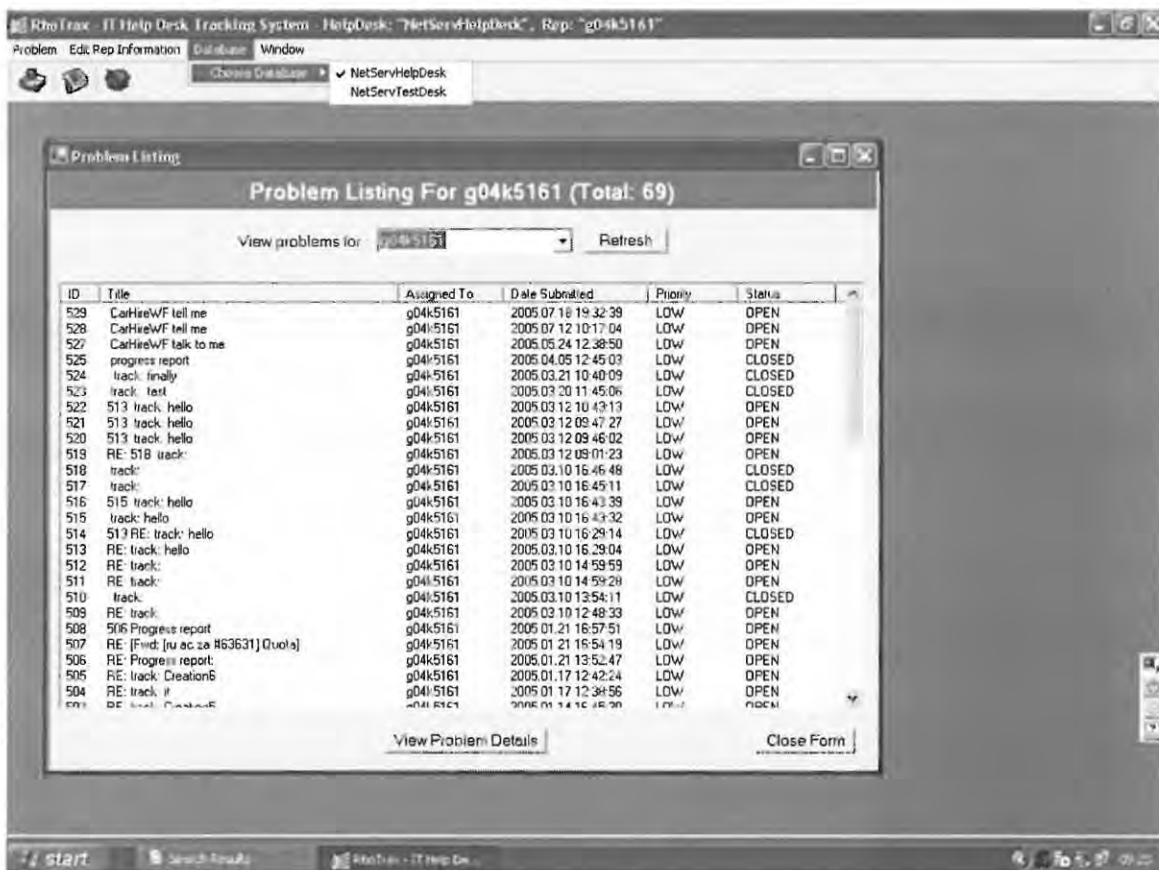 RhoTrax - IT Help Desk Tracking System - HelpDesk: "NetServHelpDesk", Rep: "g04k5161"
Problem Edit Rep Information Database Window
Choose Database ✓ NetServHelpDesk
NetServTestDesk
Problem Listing
Problem Listing For g04k5161 (Total: 69)
View problems for g04k5161 Refresh
ID Title Assigned To Date Submitted Priority Status
529 CarHireWF tell me g04k5161 2005.07.18 19:32:39 LOW OPEN
528 CarHireWF tell me g04k5161 2005.07.12 10:17:04 LOW OPEN
527 CarHireWF talk to me g04k5161 2005.05.24 12:38:50 LOW OPEN
525 progress report g04k5161 2005.04.05 12:45:03 LOW CLOSED
524 track: finally g04k5161 2005.03.21 10:40:09 LOW CLOSED
523 track: test g04k5161 2005.03.20 11:45:06 LOW CLOSED
522 513 track: hello g04k5161 2005.03.12 10:43:13 LOW OPEN
521 513 track: hello g04k5161 2005.03.12 09:47:27 LOW OPEN
520 513 track: hello g04k5161 2005.03.12 09:46:02 LOW OPEN
519 RE: 518 track: g04k5161 2005.03.12 09:01:23 LOW OPEN
518 track: g04k5161 2005.03.10 16:46:48 LOW CLOSED
517 track: g04k5161 2005.03.10 16:45:11 LOW CLOSED
516 515 track: hello g04k5161 2005.03.10 16:43:39 LOW OPEN
515 track: hello g04k5161 2005.03.10 16:43:32 LOW OPEN
514 513 RE: track: hello g04k5161 2005.03.10 16:29:14 LOW CLOSED
513 RE: track: hello g04k5161 2005.03.10 16:29:04 LOW OPEN
512 RE: track: g04k5161 2005.03.10 14:59:59 LOW OPEN
511 RE: track: g04k5161 2005.03.10 14:59:28 LOW OPEN
510 track: g04k5161 2005.03.10 13:54:11 LOW CLOSED
509 RE: track: g04k5161 2005.03.10 12:48:33 LOW OPEN
508 506 Progress report g04k5161 2005.01.21 16:57:51 LOW OPEN
507 RE: [Fwd: [ru.ac.za #63631] Quota] g04k5161 2005.01.21 16:54:19 LOW OPEN
506 RE: Progress report: g04k5161 2005.01.21 13:52:47 LOW OPEN
505 RE: track: Creation6 g04k5161 2005.01.17 12:42:24 LOW OPEN
504 RE: track: it g04k5161 2005.01.17 12:38:56 LOW OPEN
View Problem Details Close Form
start Search Results RhoTrax - IT Help De...